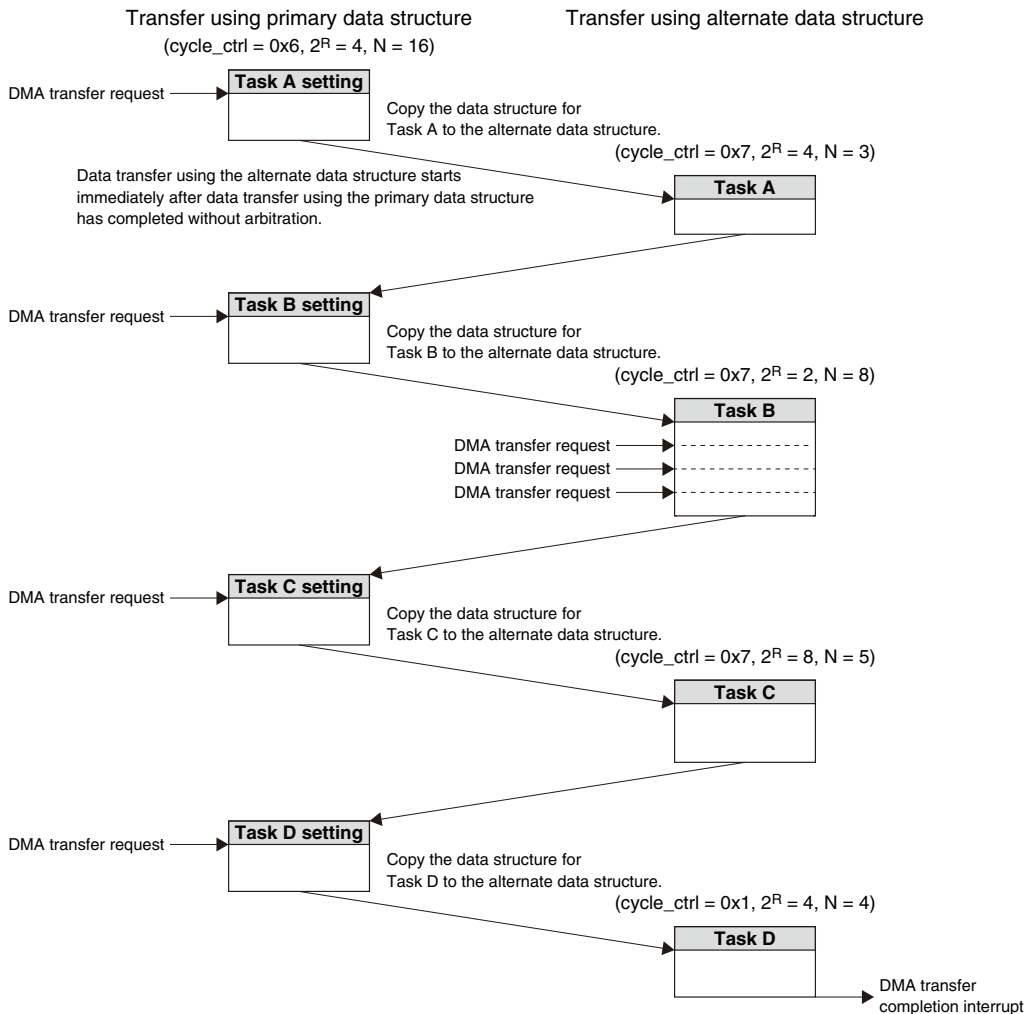 Transfer using primary data structure
(cycle_ctrl = 0x6, 2ᴿ = 4, N = 16)
Transfer using alternate data structure
Task A setting
DMA transfer request
Copy the data structure for
Task A to the alternate data structure.
(cycle_ctrl = 0x7, 2ᴿ = 4, N = 3)
Data transfer using the alternate data structure starts
immediately after data transfer using the primary data structure
has completed without arbitration.
Task A
Task B setting
DMA transfer request
Copy the data structure for
Task B to the alternate data structure.
(cycle_ctrl = 0x7, 2ᴿ = 2, N = 8)
Task B
DMA transfer request
DMA transfer request
DMA transfer request
Task C setting
DMA transfer request
Copy the data structure for
Task C to the alternate data structure.
(cycle_ctrl = 0x7, 2ᴿ = 8, N = 5)
Task C
Task D setting
DMA transfer request
Copy the data structure for
Task D to the alternate data structure.
(cycle_ctrl = 0x1, 2ᴿ = 4, N = 4)
Task D
DMA transfer
completion interrupt